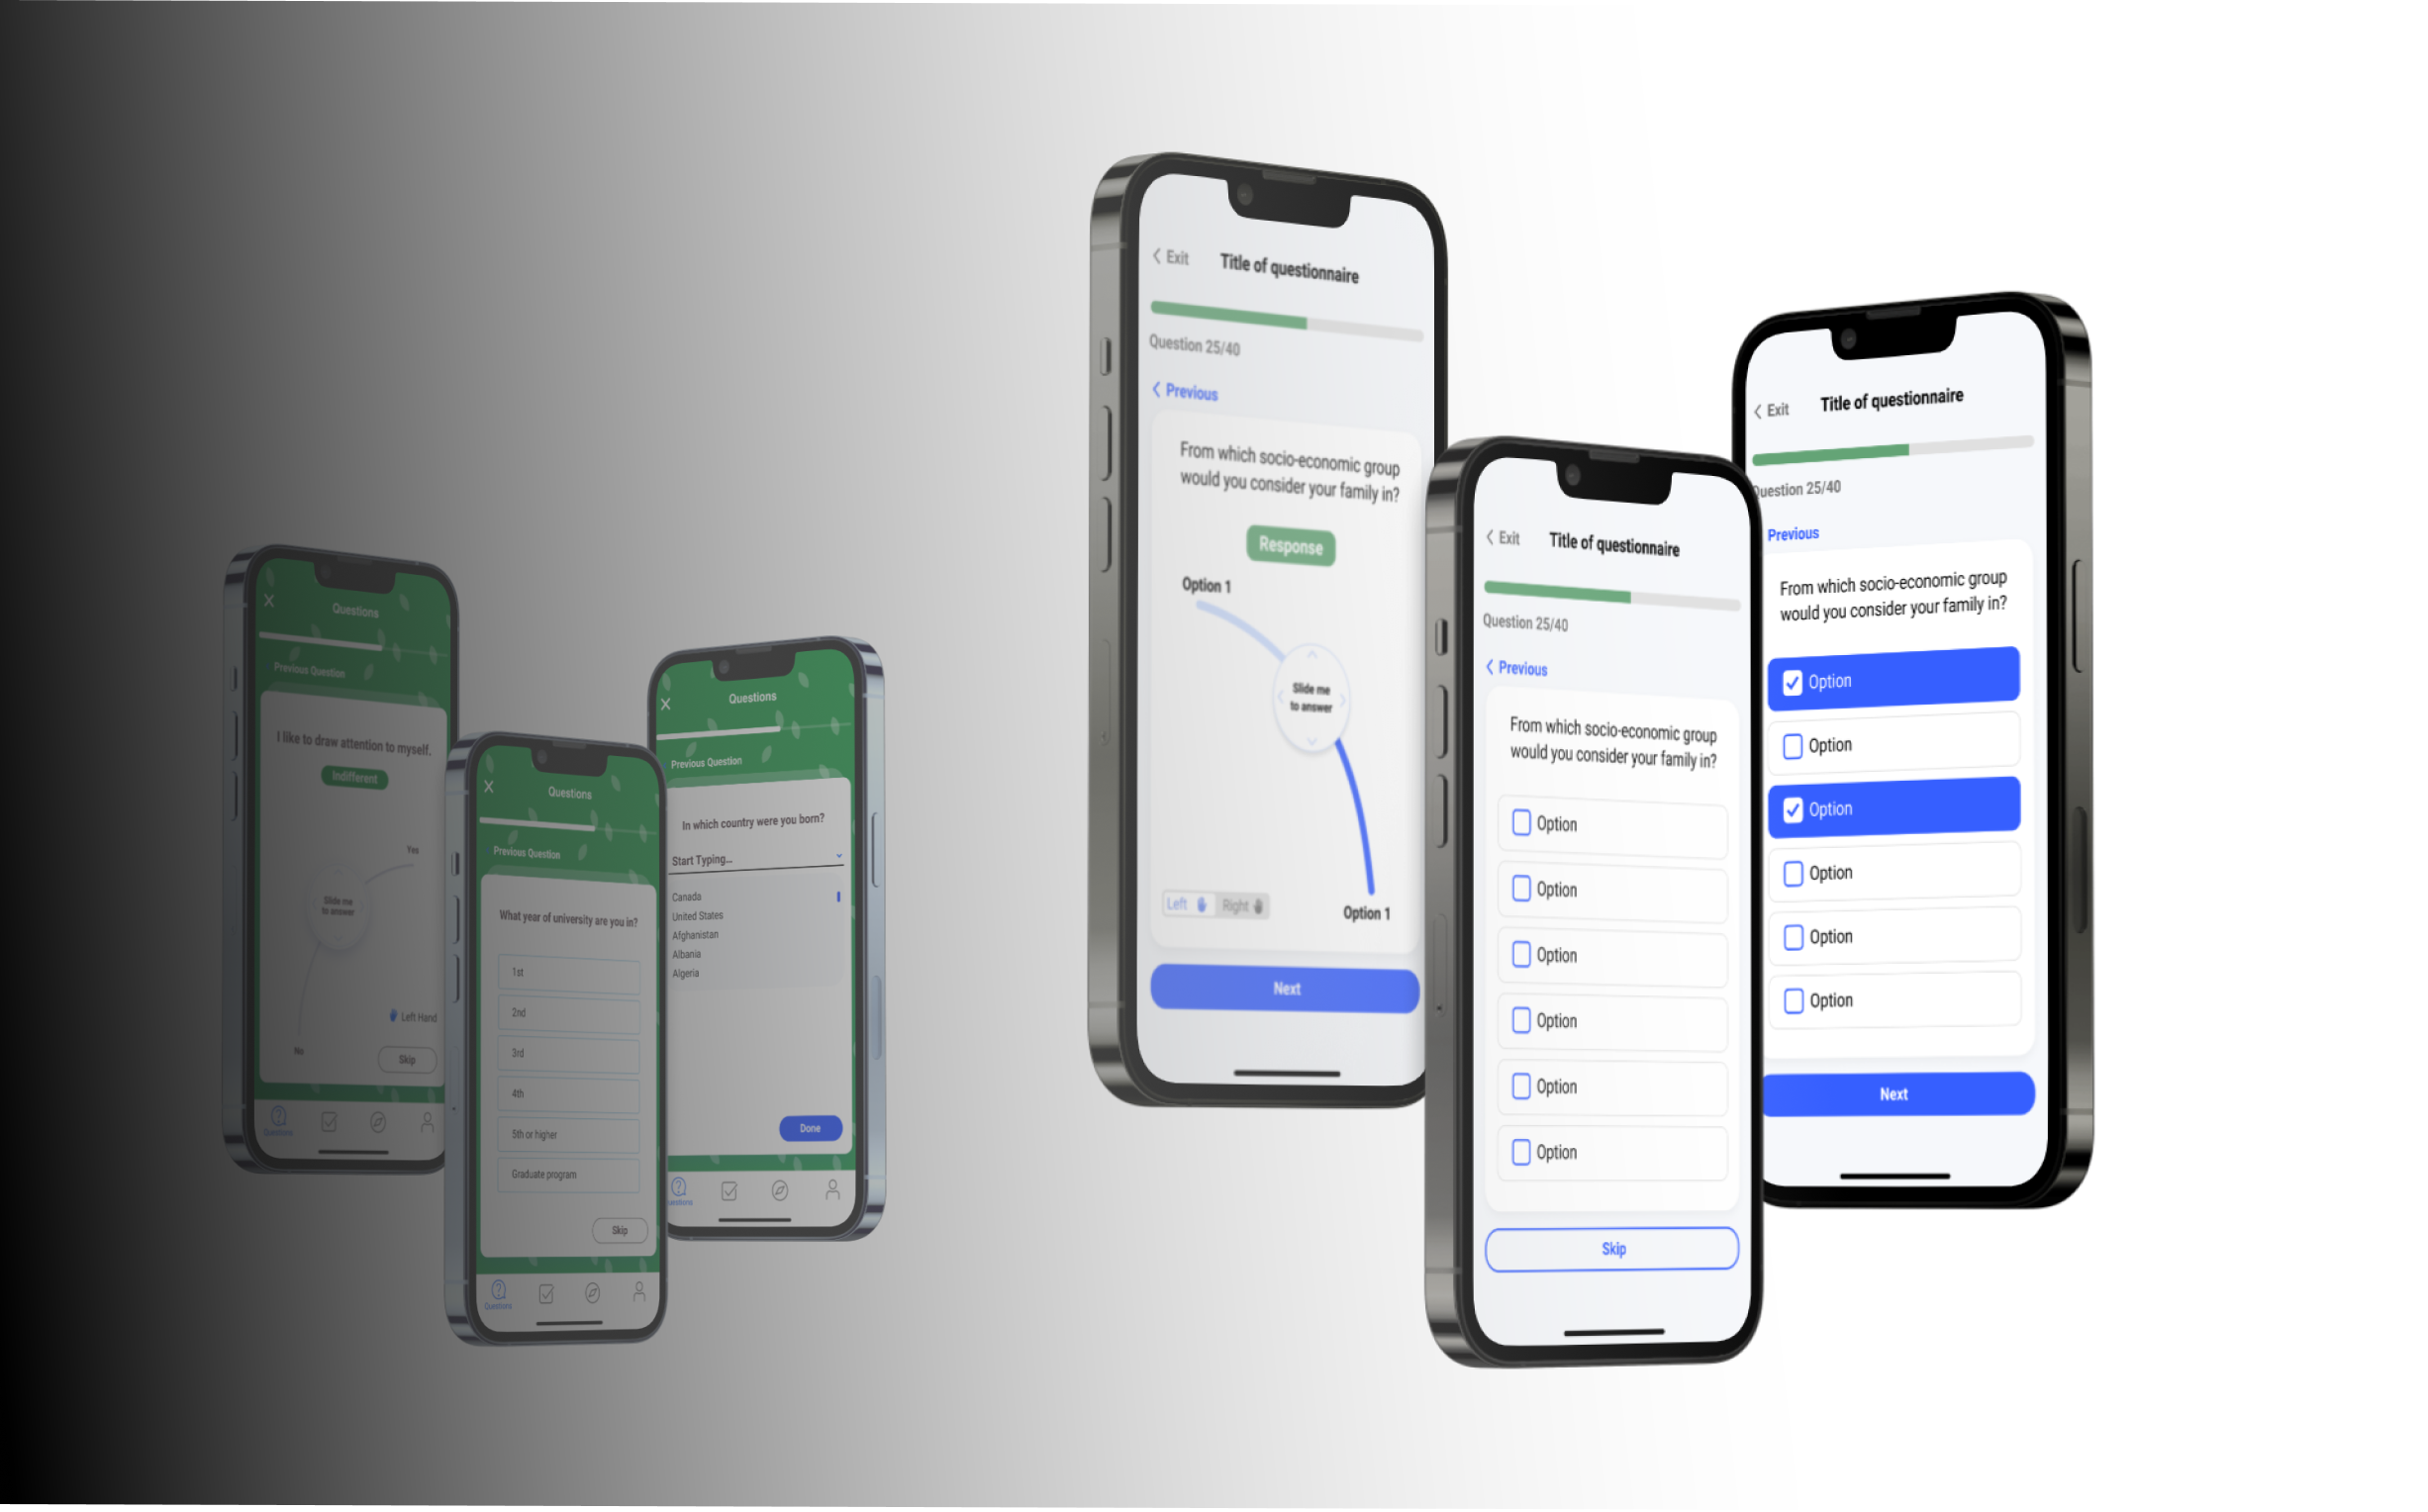 Questions
Previous Question
I like to draw attention to myself.
Indifferent
Yes
Slide me
to answer
Left Hand
No
Skip
Questions
Questions
Previous Question
What year of university are you in?
1st
2nd
3rd
4th
5th or higher
Graduate program
Skip
Questions
Questions
Previous Question
In which country were you born?
Start Typing...
Canada
United States
Afghanistan
Albania
Algeria
Done
uestions
Exit
Title of questionnaire
Question 25/40
Previous
From which socio-economic group
would you consider your family in?
Response
Option 1
Slide me
to answer
Left Right
Option 1
Next
Exit
Title of questionnaire
Question 25/40
Previous
From which socio-economic group
would you consider your family in?
Option
Option
Option
Option
Option
Option
Skip
Exit
Title of questionnaire
Question 25/40
Previous
From which socio-economic group
would you consider your family in?
Option
Option
Option
Option
Option
Option
Next